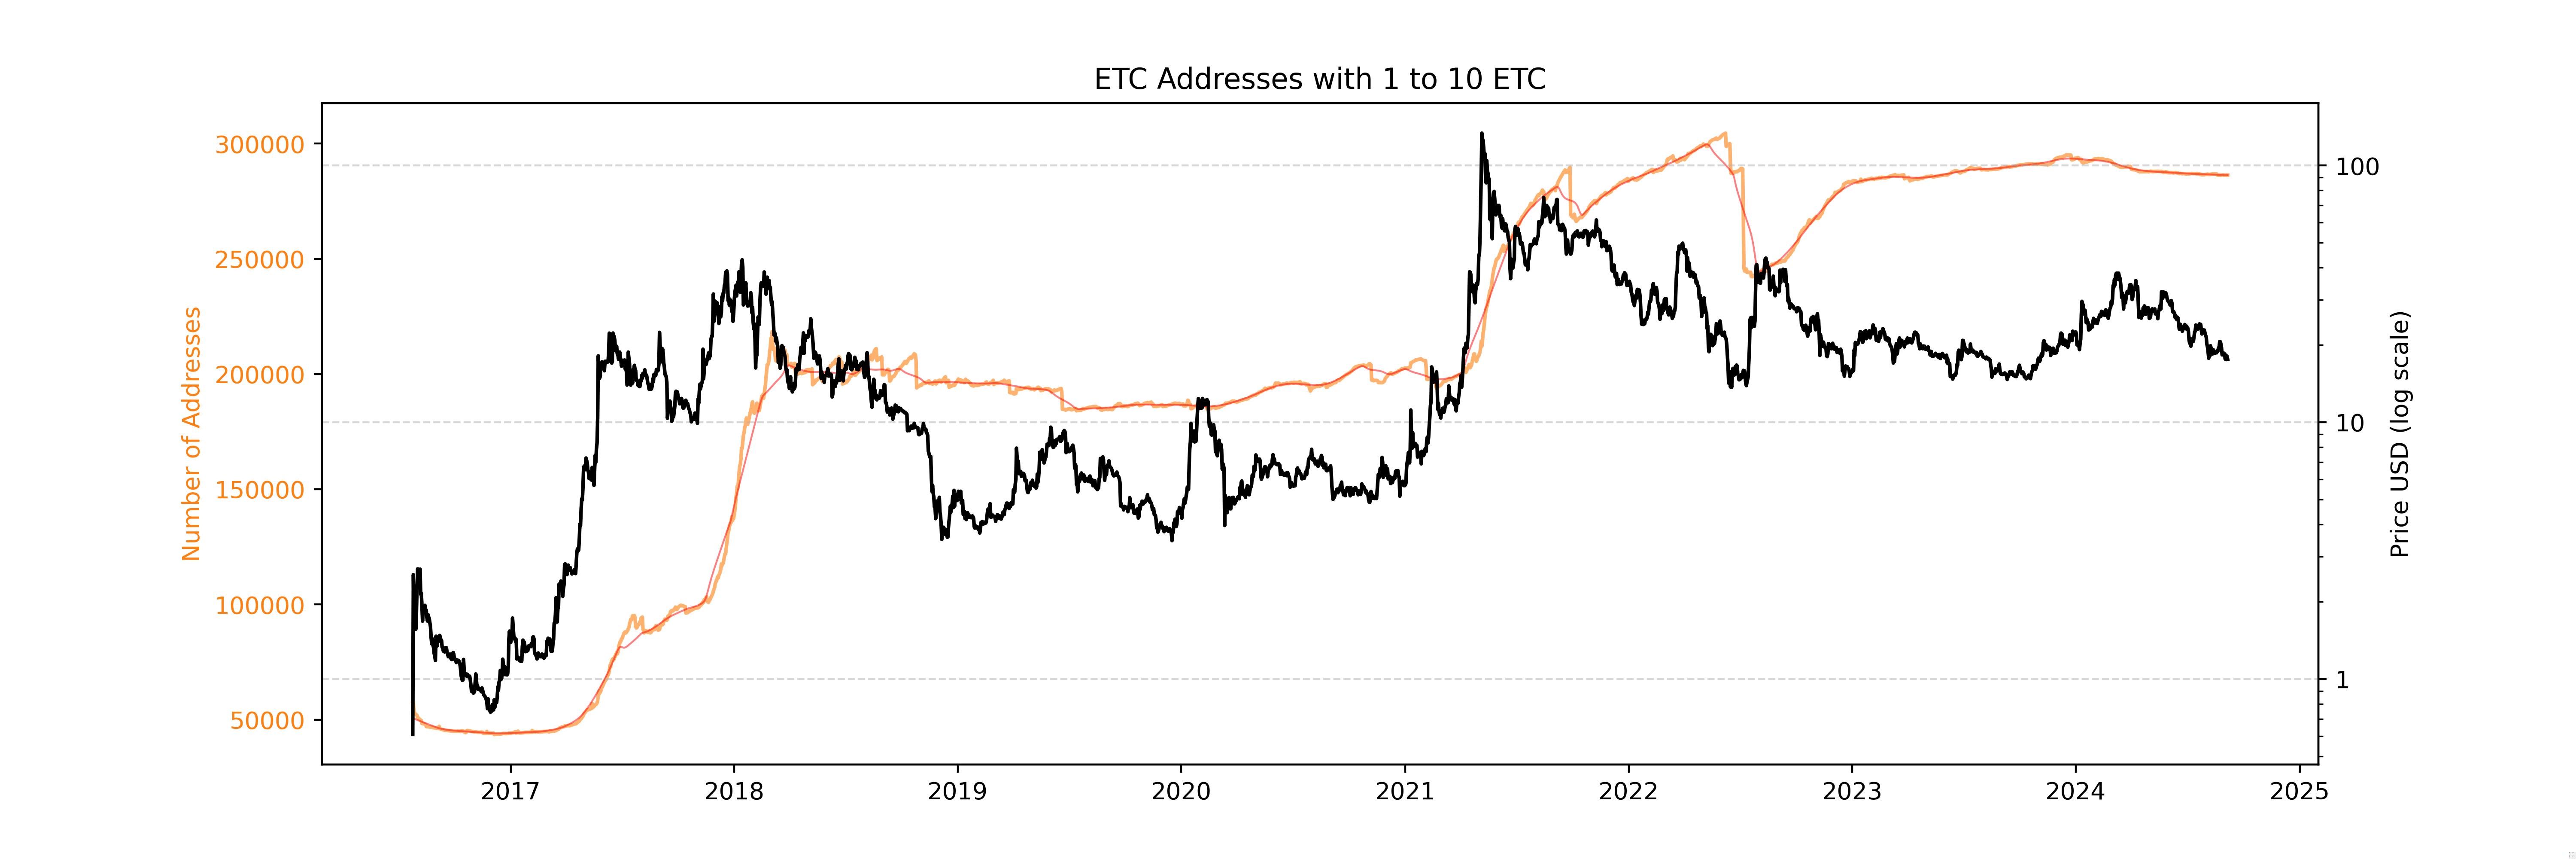 ETC Addresses with 1 to 10 ETC
Number of Addresses
300000
250000
200000
150000
100000
50000
100
10
1
Price USD (log scale)
2017 2018 2019 2020 2021 2022 2023 2024 2025